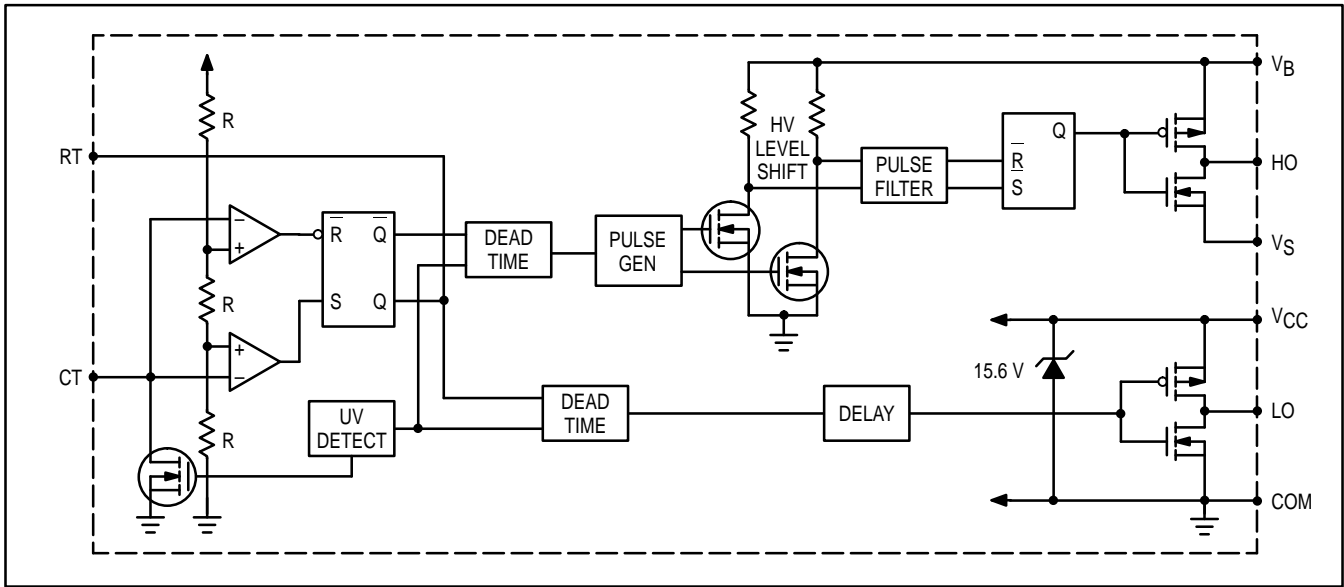 VB
R
Q
HV
LEVEL
SHIFT
RT
PULSE
FILTER
R
S
HO
−
+
R Q
DEAD
TIME
PULSE
GEN
VS
R
S Q
VCC
+
−
CT
15.6 V
UV
DETECT
R
DEAD
TIME
DELAY
LO
COM